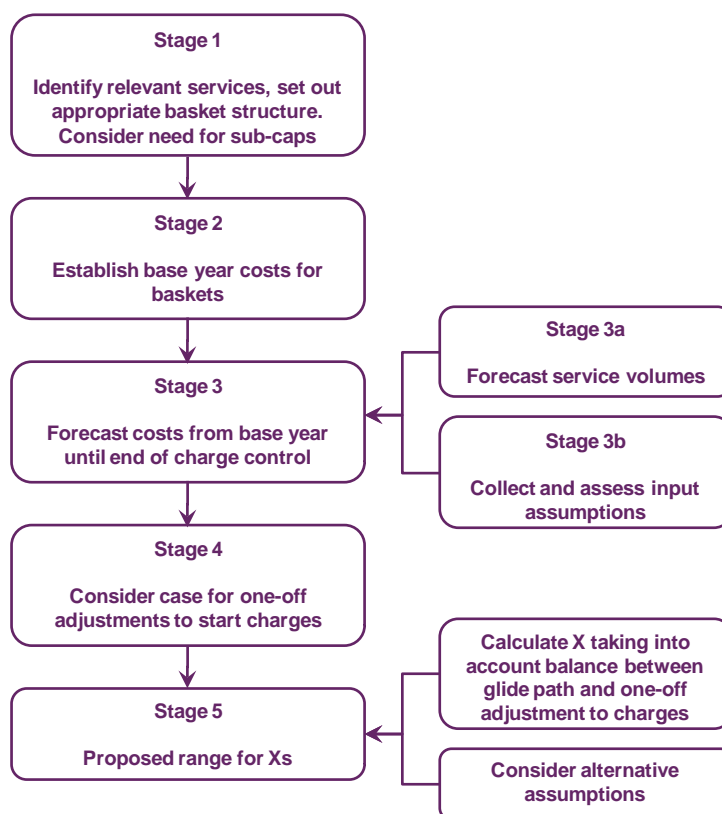 Stage 1
Identify relevant services, set out
appropriate basket structure.
Consider need for sub-caps
Stage 2
Establish base year costs for
baskets
Stage 3
Forecast costs from base year
until end of charge control
Stage 3a
Forecast service volumes
Stage 3b
Collect and assess input
assumptions
Stage 4
Consider case for one-off
adjustments to start charges
Stage 5
Proposed range for Xs
Calculate X taking into
account balance between
glide path and one-off
adjustment to charges
Consider alternative
assumptions